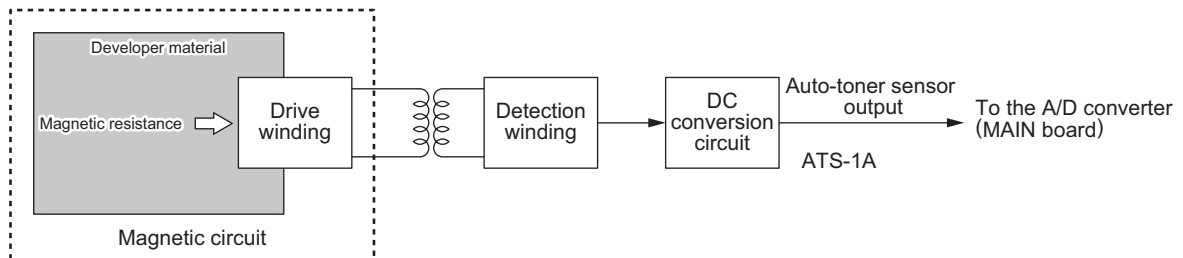 Developer material
Magnetic resistance
Drive
winding
Magnetic circuit
Detection
winding
DC
conversion
circuit
Auto-toner sensor
output
ATS-1A
To the A/D converter
(MAIN board)